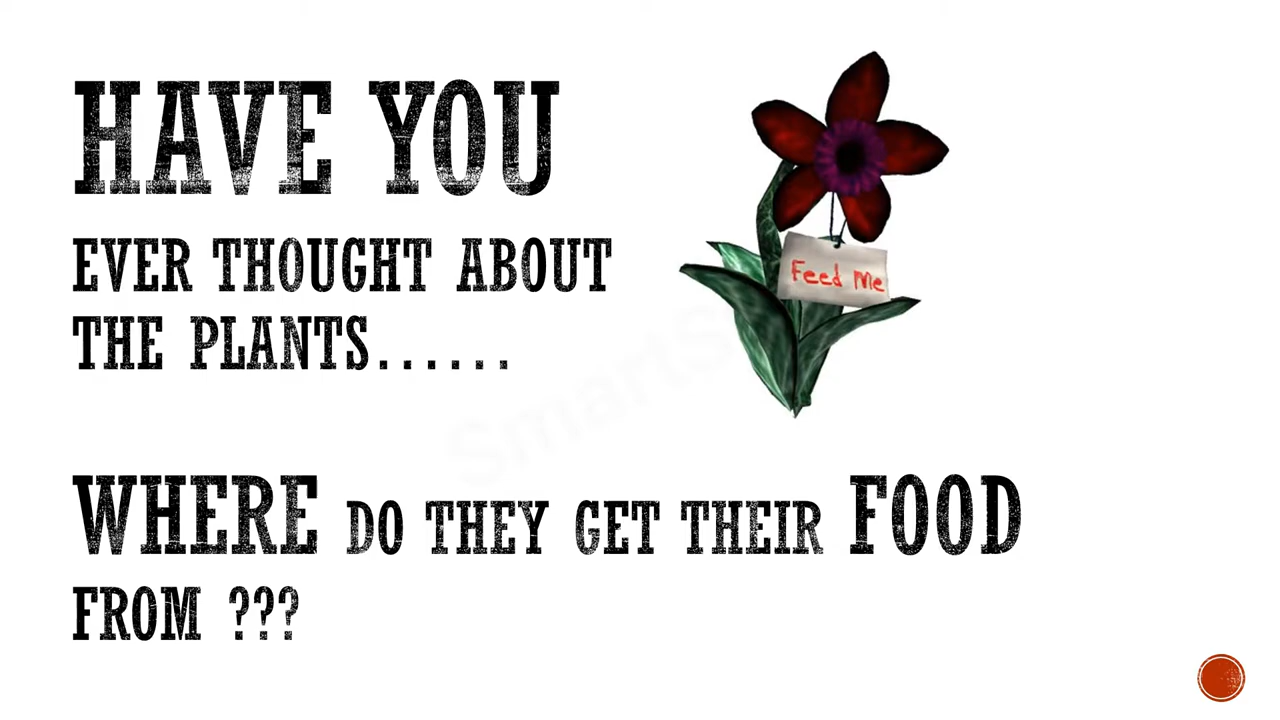 HAVE YOU
EVER THOUGHT ABOUT
THE PLANTS......
Feed Me
WHERE DO THEY GET THEIR FOOD
FROM ???